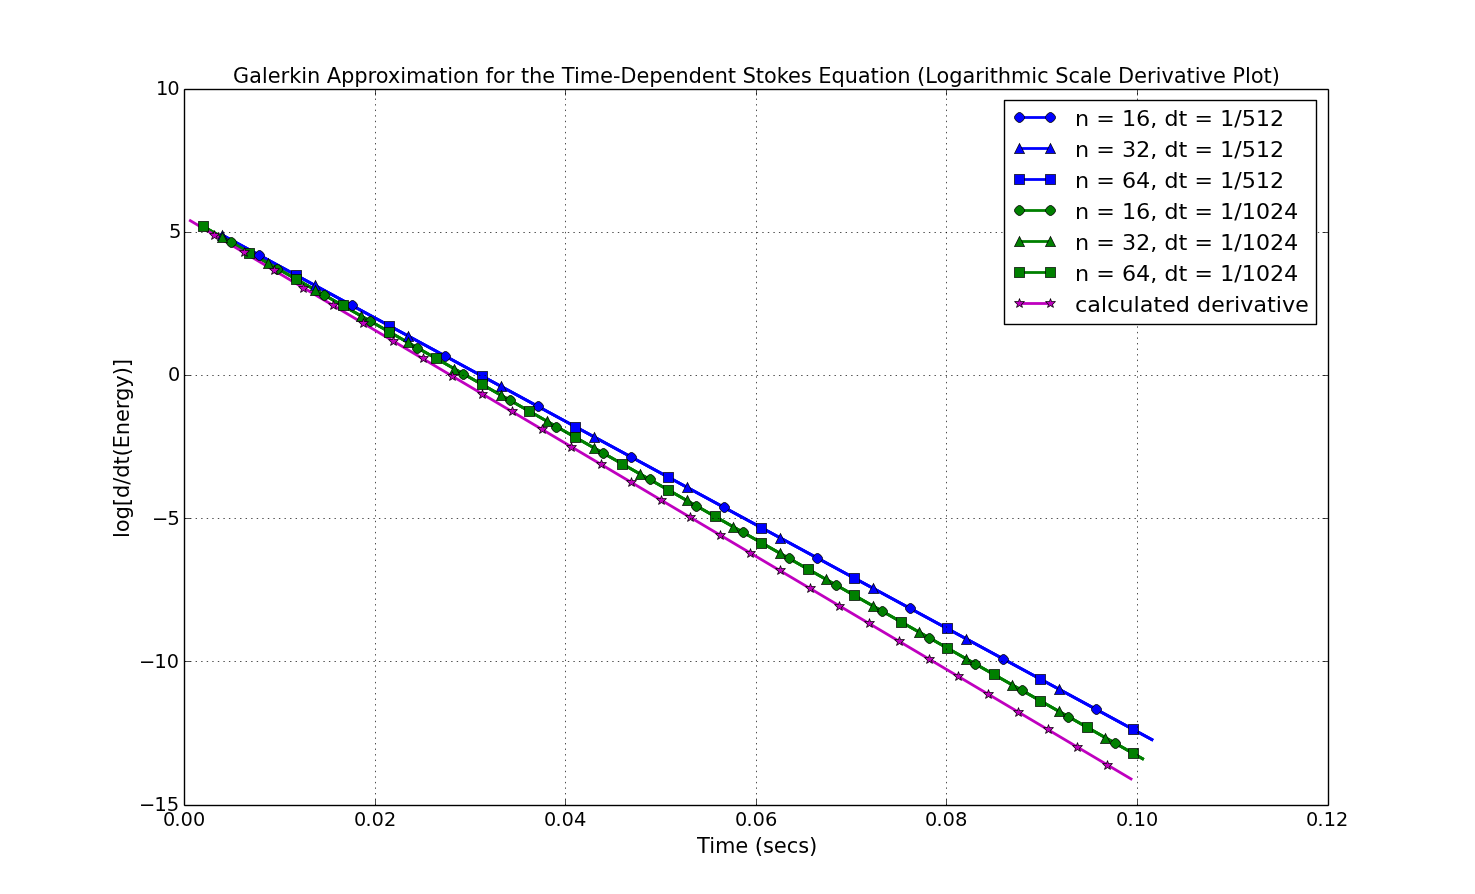 Galerkin Approximation for the Time-Dependent Stokes Equation (Logarithmic Scale Derivative Plot)
10
5
0
−5
−10
−15
log[d/dt(Energy)]
n = 16, dt = 1/512
n = 32, dt = 1/512
n = 64, dt = 1/512
n = 16, dt = 1/1024
n = 32, dt = 1/1024
n = 64, dt = 1/1024
calculated derivative
0.00 0.02 0.04 0.06 0.08 0.10 0.12
Time (secs)